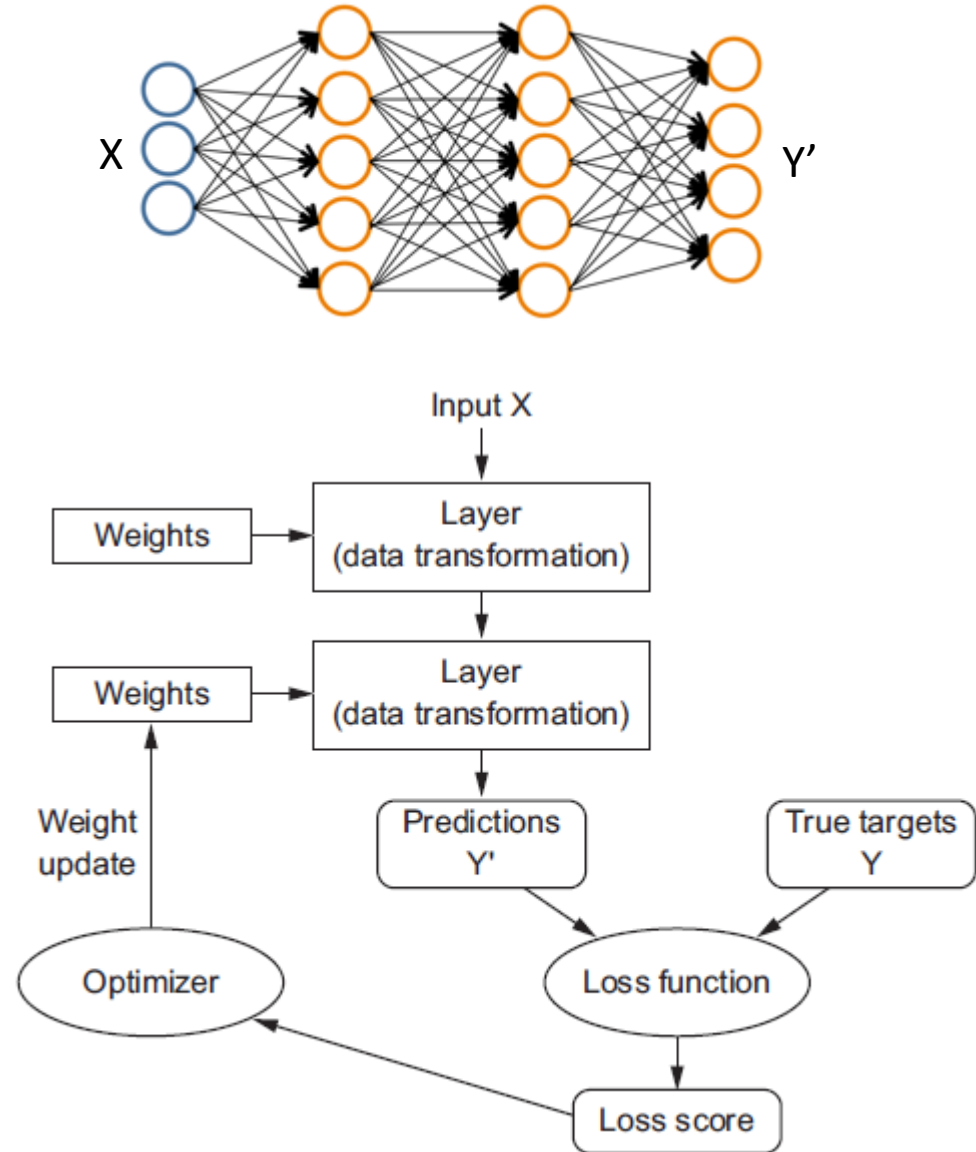 X
Y’
Input X
Weights
Layer
(data transformation)
Weights
Layer
(data transformation)
Weight
update
Predictions
Y'
True targets
Y
Optimizer
Loss function
Loss score